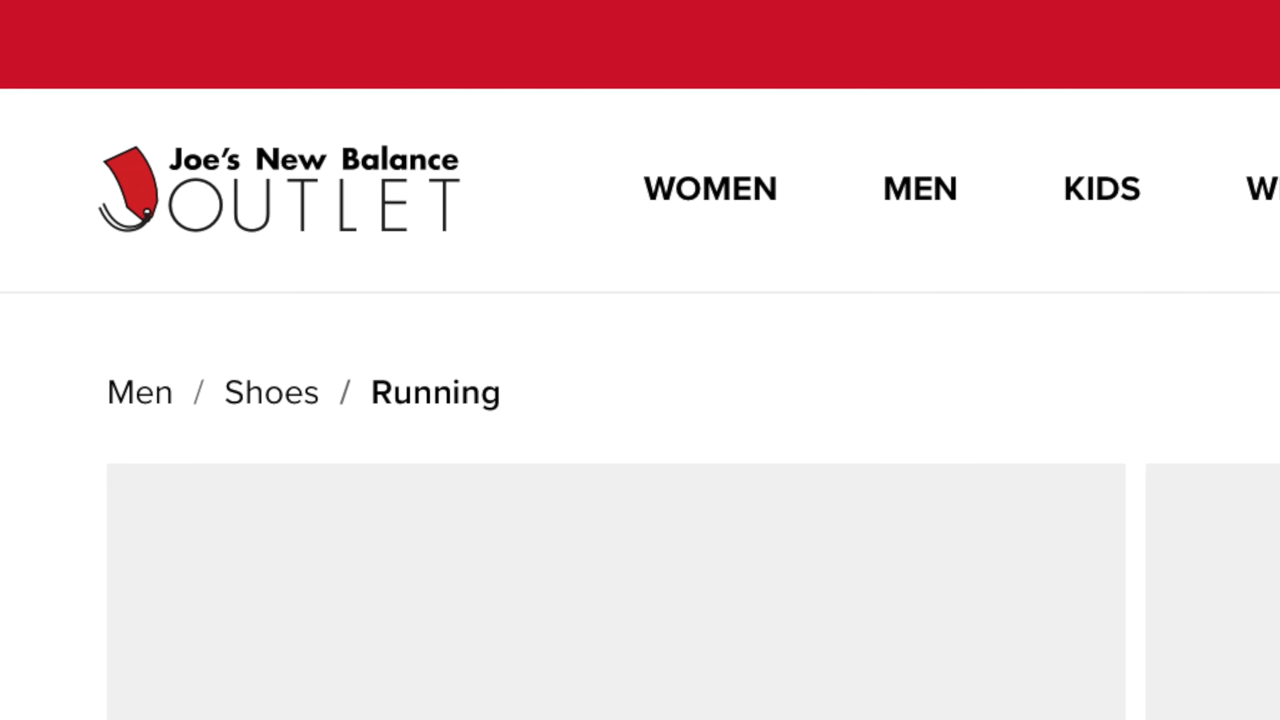 Joe's New Balance
OUTLET
WOMEN MEN KIDS
Men / Shoes / Running